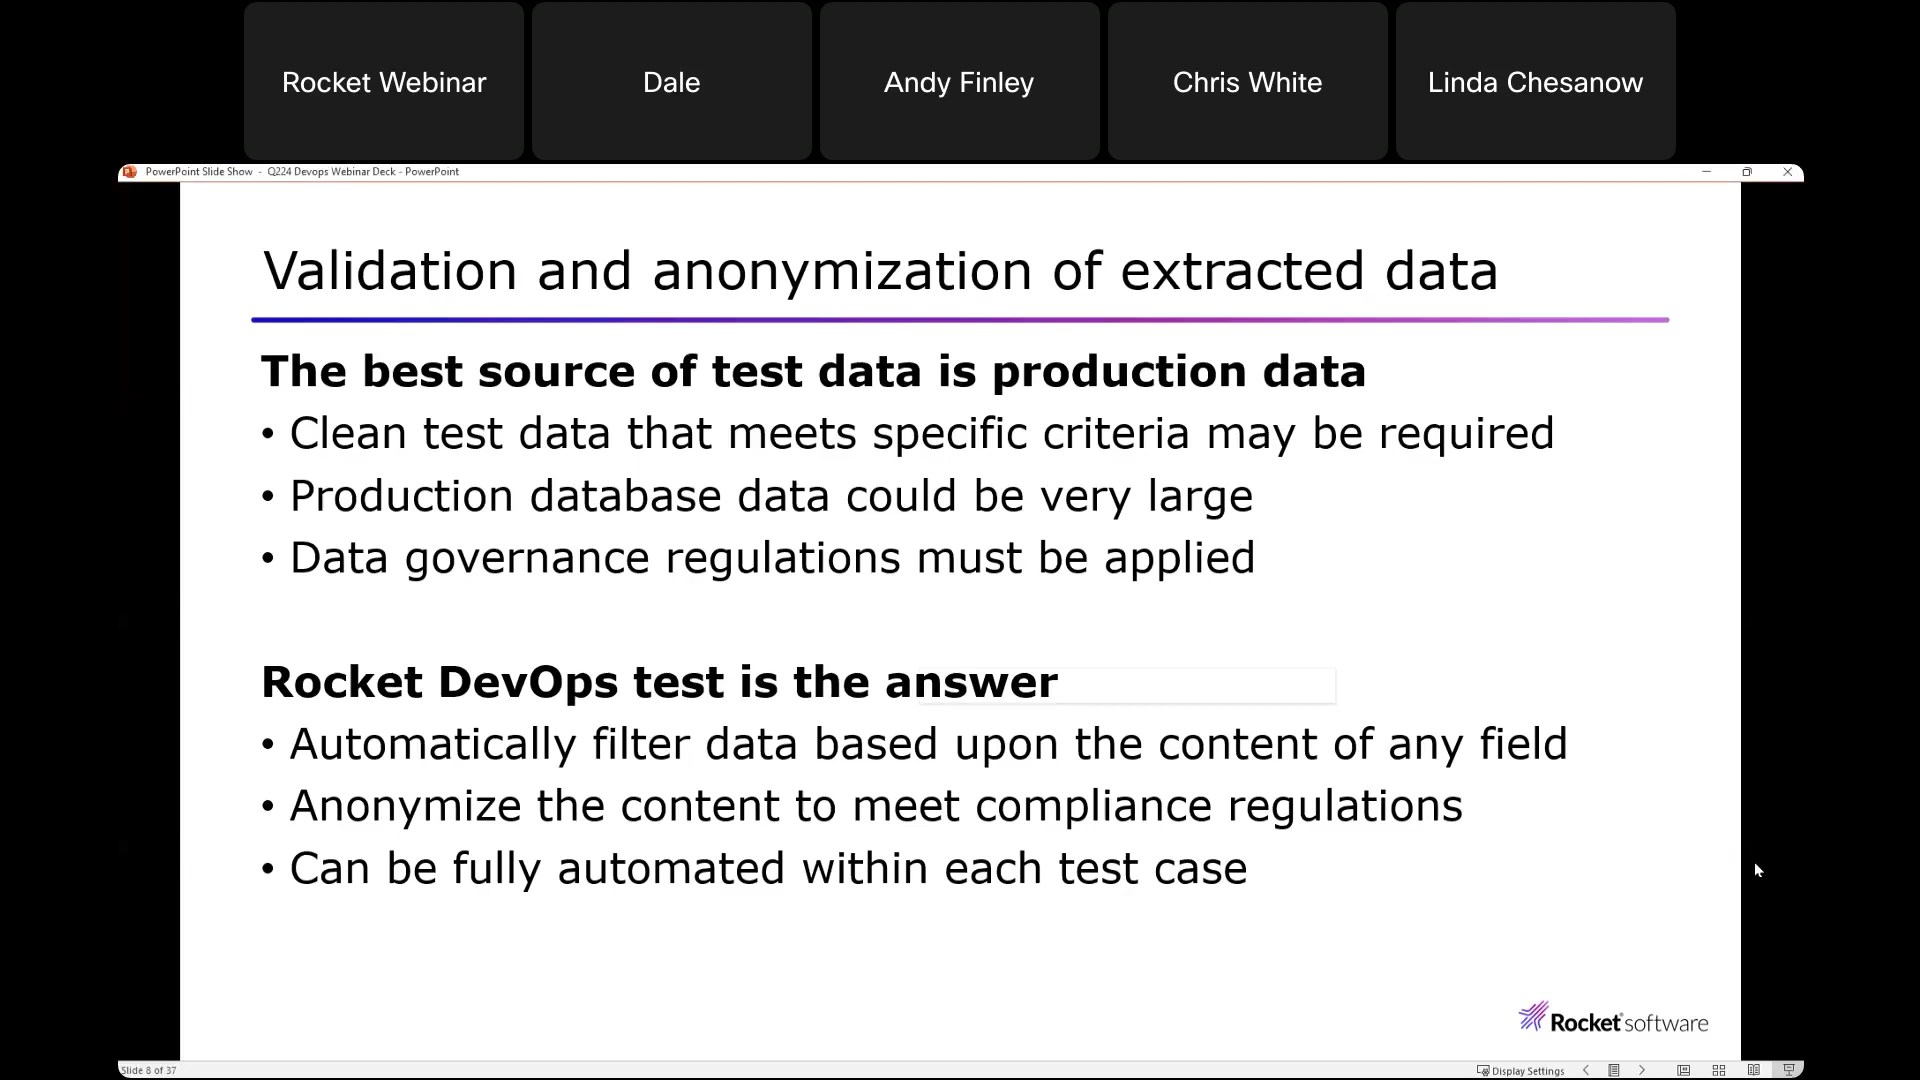 Rocket Webinar
Dale
Andy Finley
Chris White
Linda Chesanow
PowerPoint Slide Show - Q224 Devops Webinar Deck - PowerPoint
Validation and anonymization of extracted data
The best source of test data is production data
• Clean test data that meets specific criteria may be required
• Production database data could be very large
• Data governance regulations must be applied
Rocket DevOps test is the answer
• Automatically filter data based upon the content of any field
• Anonymize the content to meet compliance regulations
• Can be fully automated within each test case
Rocket software
Slide 8 of 37
Display Settings